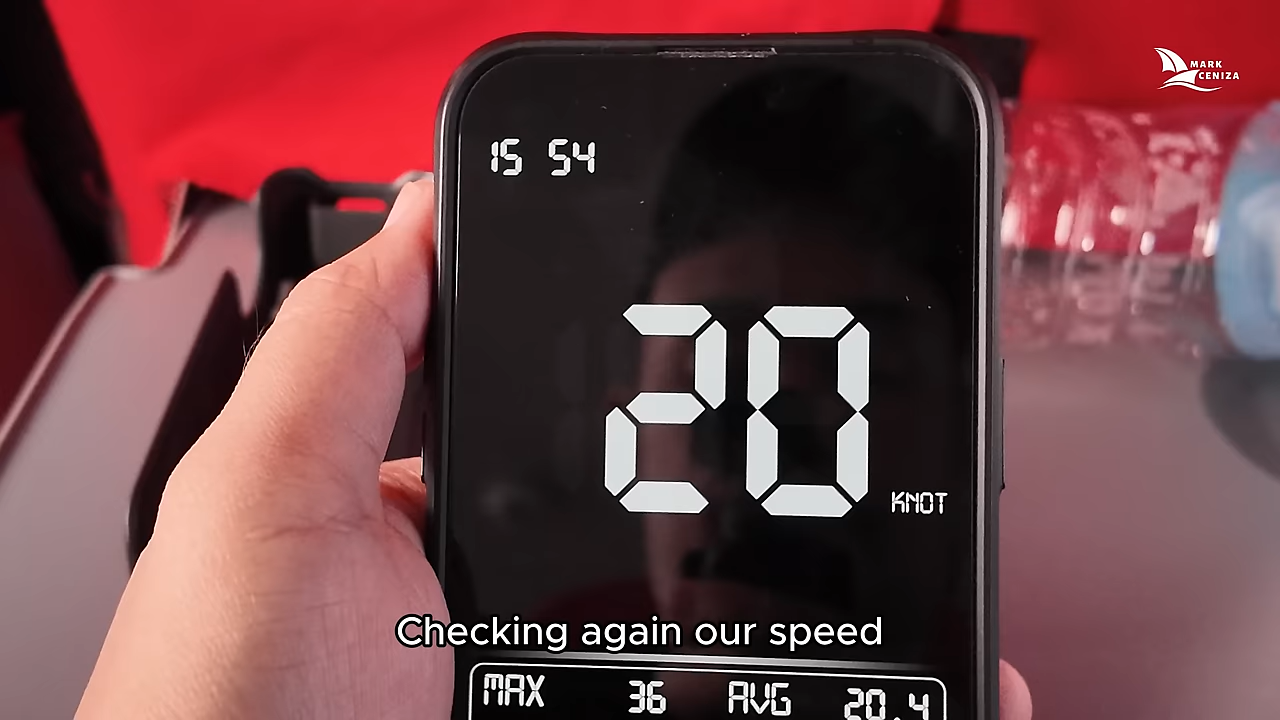 MARK
CENIZA
15 54
20
KNOT
Checking again our speed
MAX 36 AVG 20.4